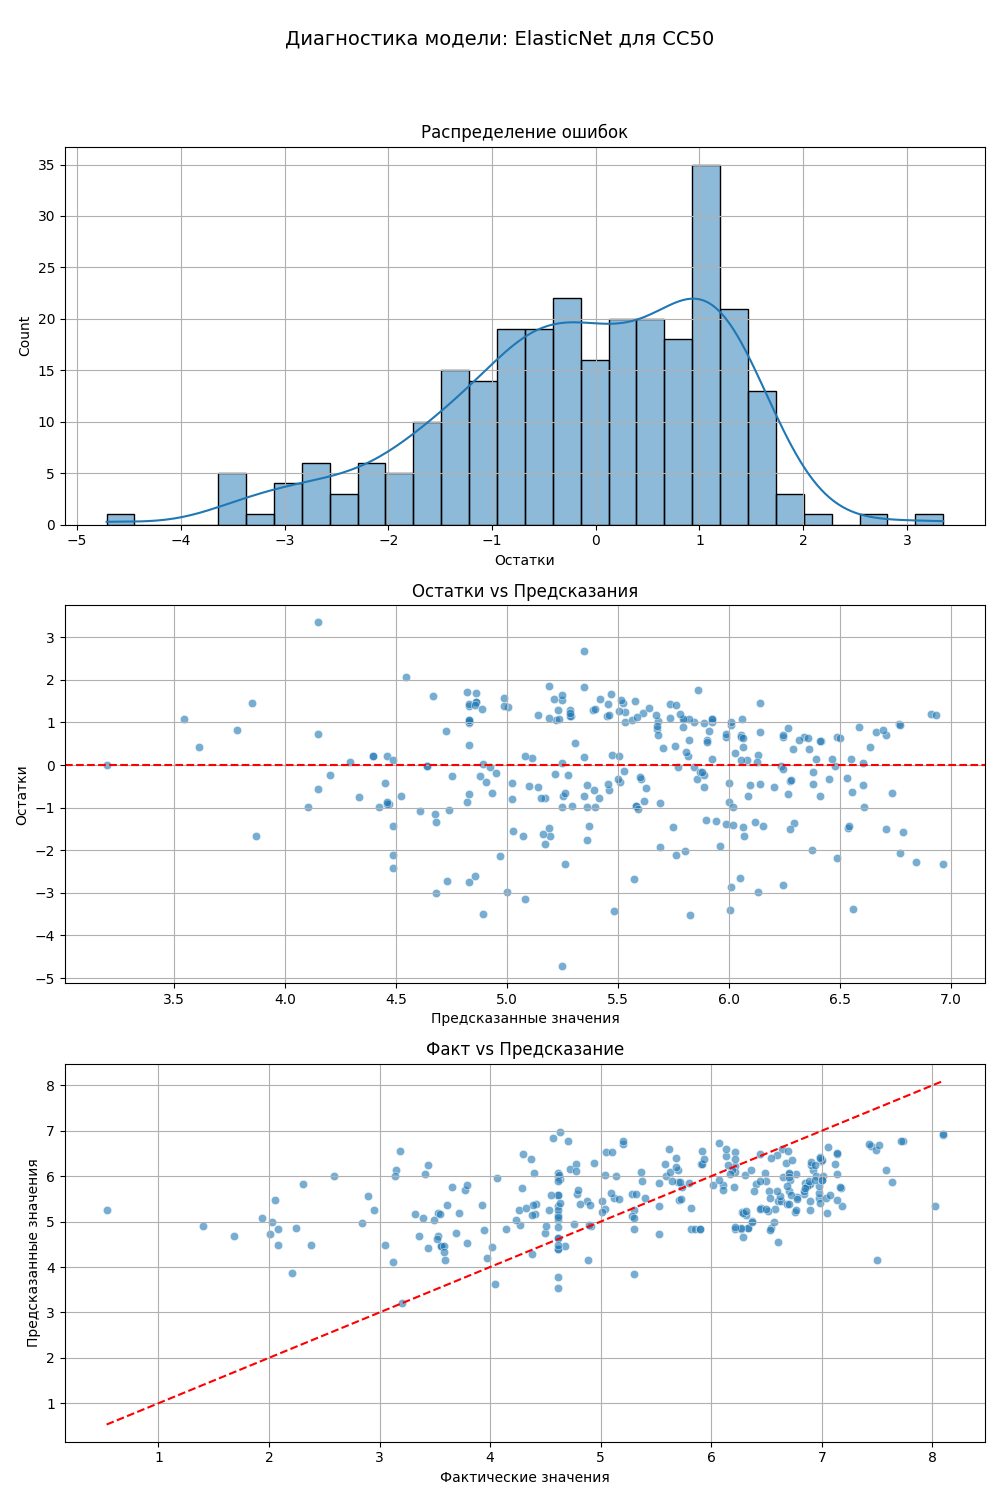 Диагностика модели: ElasticNet для CC50
Распределение ошибок
35
30
25
20
15
10
5
0
Count
−5 −4 −3 −2 −1 0 1 2 3
Остатки
Остатки vs Предсказания
3
2
1
0
−1
−2
−3
−4
−5
Остатки
3.5 4.0 4.5 5.0 5.5 6.0 6.5 7.0
Предсказанные значения
Факт vs Предсказание
8
7
6
5
4
3
2
1
Предсказанные значения
1 2 3 4 5 6 7 8
Фактические значения